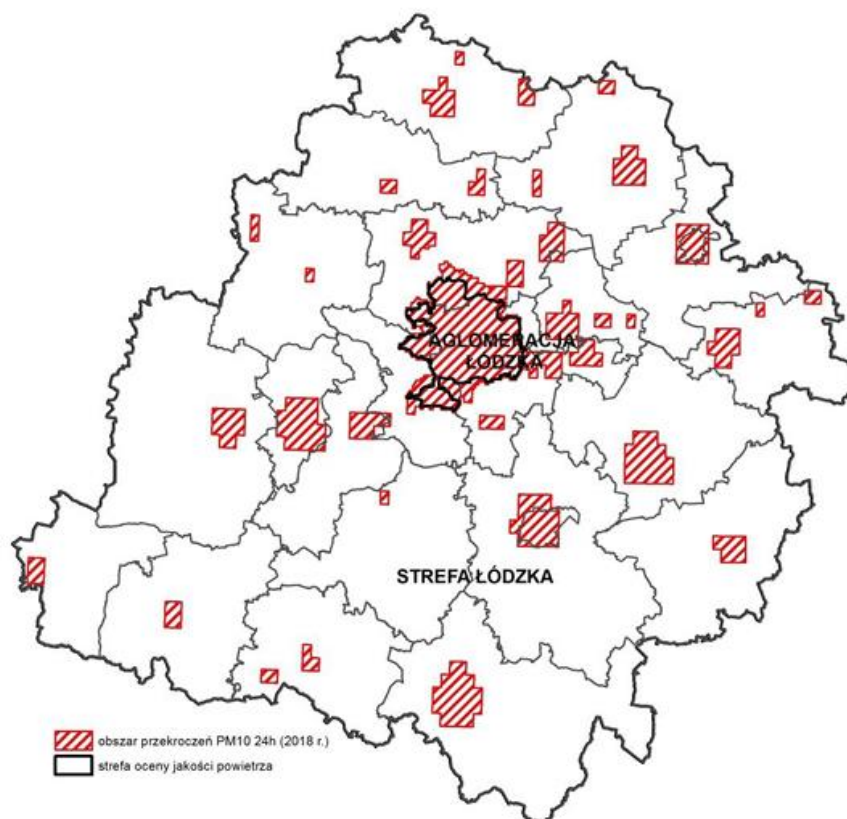 AGLOMERACJA
ŁÓDZKA
STREFA ŁÓDZKA
obszar przekroczeń PM10 24h (2018 r.)
strefa oceny jakości powietrza